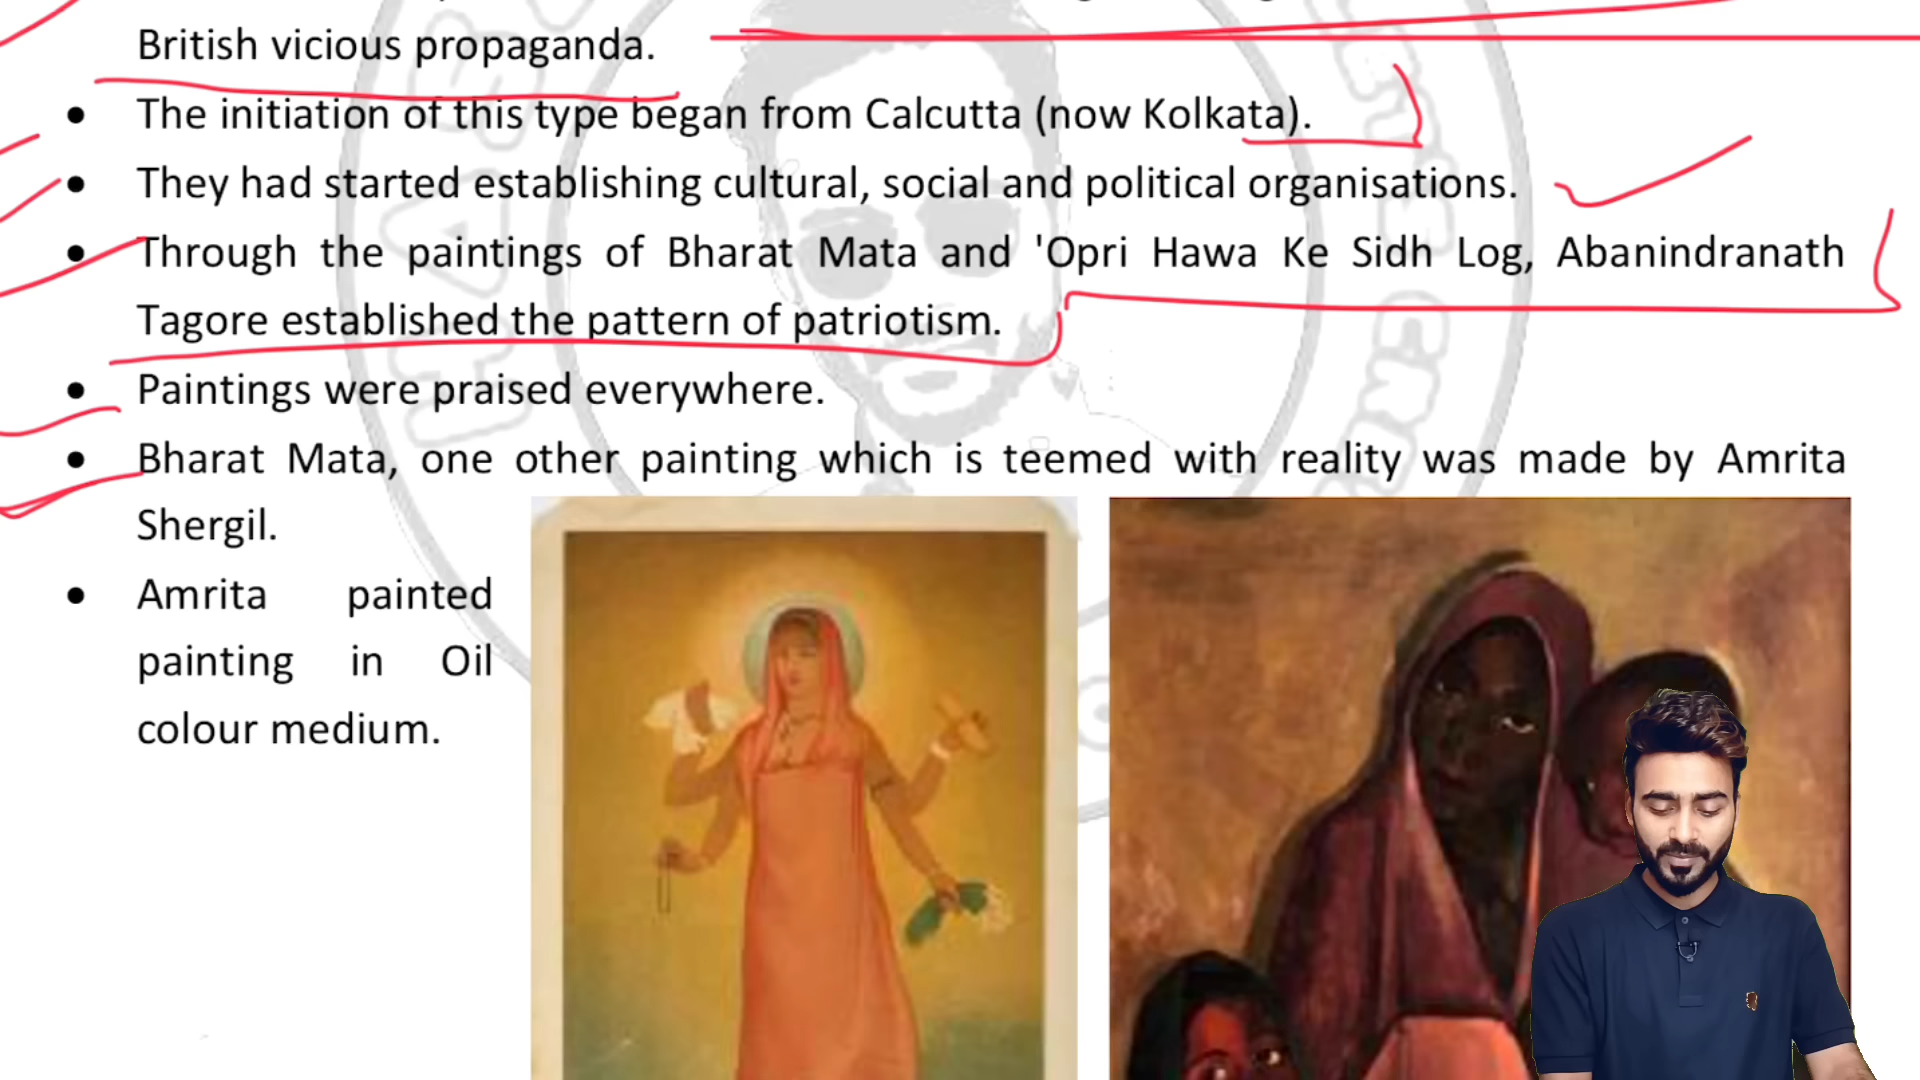 British vicious propaganda.
• The initiation of this type began from Calcutta (now Kolkata).
• They had started establishing cultural, social and political organisations.
• Through the paintings of Bharat Mata and 'Opri Hawa Ke Sidh Log, Abanindranath
Tagore established the pattern of patriotism.
• Paintings were praised everywhere.
• Bharat Mata, one other painting which is teemed with reality was made by Amrita
Shergil.
• Amrita painted
painting in Oil
colour medium.